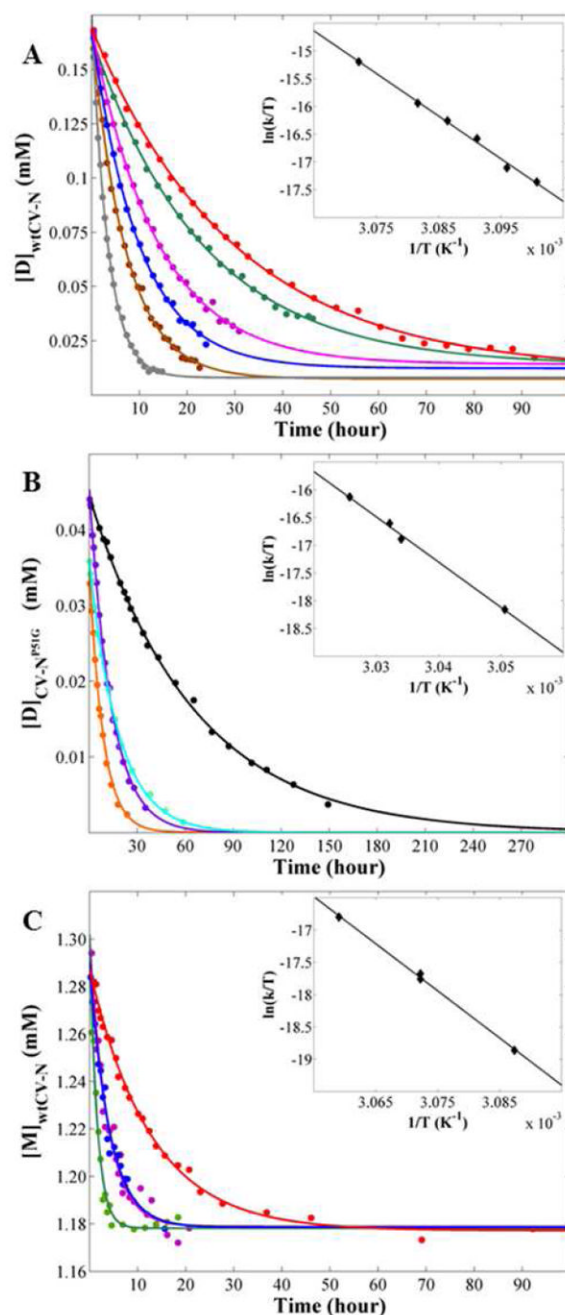 A
[D]wtCV-N (mM)
0.15
0.125
0.1
0.075
0.05
0.025
10 20 30 40 50 60 70 80 90
Time (hour)
ln(k/T)
-15
-15.5
-16
-16.5
-17
-17.5
3.075 3.085 3.095
1/T (K⁻¹) x 10⁻³
B
[D]CV-N^P51G (mM)
0.04
0.03
0.02
0.01
30 60 90 120 150 180 210 240 270
Time (hour)
ln(k/T)
-16
-16.5
-17
-17.5
-18
-18.5
3.03 3.04 3.05
1/T (K⁻¹) x 10⁻³
C
[M]wtCV-N (mM)
1.30
1.28
1.26
1.24
1.22
1.20
1.18
1.16
0 10 20 30 40 50 60 70 80 90
Time (hour)
ln(k/T)
-17
-17.5
-18
-18.5
-19
3.065 3.075 3.085
1/T (K⁻¹) x 10⁻³